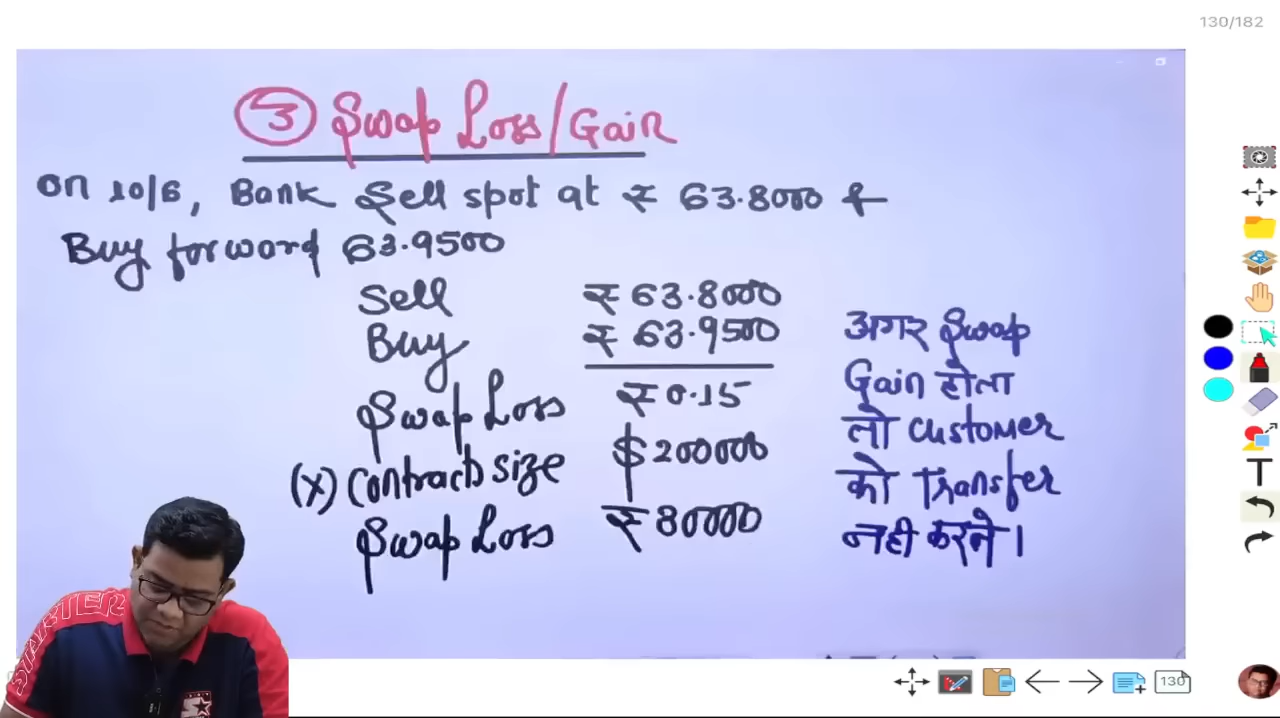 130/182
③ Swap Loss/Gain
On 10/6, Bank Sell spot at ₹ 63.8000 &
Buy forward 63.9500
Sell ₹ 63.8000
Buy ₹ 63.9500
Swap Loss ₹ 0.15
(x) Contract size $ 200000
Swap Loss ₹ 80000
अगर Swap
Gain होता
तो Customer
को Transfer
नही करते।
STARTER
S
T
130